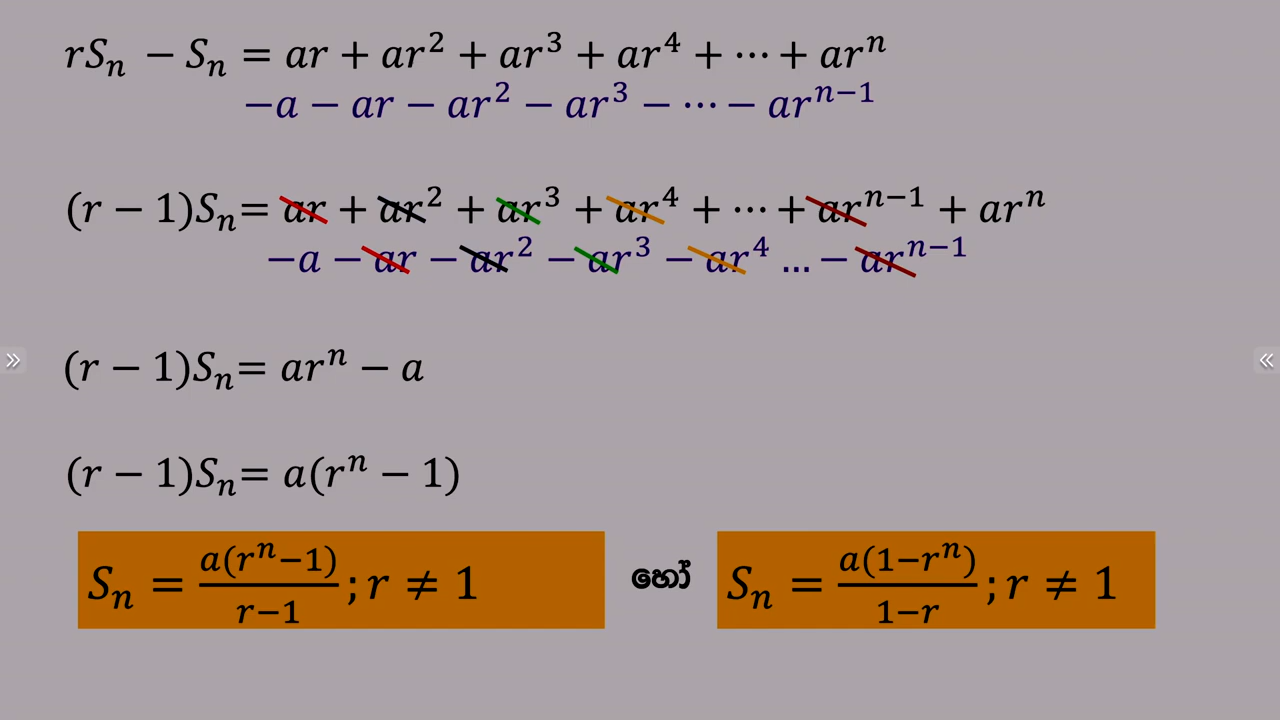 rSₙ − Sₙ = ar + ar² + ar³ + ar⁴ + ⋯ + arⁿ
−a − ar − ar² − ar³ − ⋯ − arⁿ⁻¹
(r − 1)Sₙ= ar + ar² + ar³ + ar⁴ + ⋯ + arⁿ⁻¹ + arⁿ
−a − ar − ar² − ar³ − ar⁴ ... − arⁿ⁻¹
(r − 1)Sₙ= arⁿ − a
(r − 1)Sₙ= a(rⁿ − 1)
Sₙ = a(rⁿ−1)/r−1 ; r ≠ 1 හෝ Sₙ = a(1−rⁿ)/1−r ; r ≠ 1